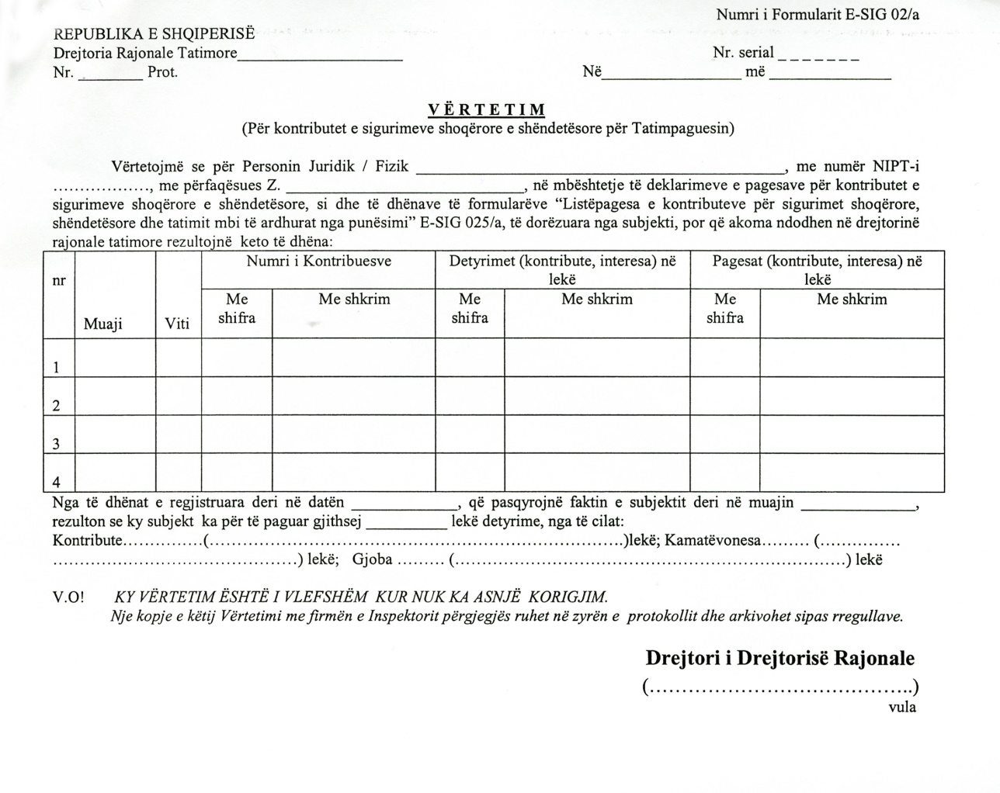 Numri i Formularit E-SIG 02/a
REPUBLIKA E SHQIPERISË
Drejtoria Rajonale Tatimore____________________ Nr. serial _ _ _ _ _ _ _
Nr. ________ Prot. Në_________________ më _______________
VËRTETIM
(Për kontributet e sigurimeve shoqërore e shëndetësore për Tatimpaguesin)
Vërtetojmë se për Personin Juridik / Fizik _____________________________________________, me numër NIPT-i
………………, me përfaqësues Z. _____________________________, në mbështetje të deklarimeve e pagesave për kontributet e
sigurimeve shoqërore e shëndetësore, si dhe të dhënave të formularëve “Listëpagesa e kontributeve për sigurimet shoqërore,
shëndetësore dhe tatimit mbi të ardhurat nga punësimi” E-SIG 025/a, të dorëzuara nga subjekti, por që akoma ndodhen në drejtorinë
rajonale tatimore rezultojnë keto të dhëna:
nr Muaji Viti Numri i Kontribuesve Detyrimet (kontribute, interesa) në lekë Pagesat (kontribute, interesa) në lekë
Me shifra Me shkrim Me shifra Me shkrim Me shifra Me shkrim
1
2
3
4
Nga të dhënat e regjistruara deri në datën _____________, që pasqyrojnë faktin e subjektit deri në muajin ______________,
rezulton se ky subjekt ka për të paguar gjithsej __________ lekë detyrime, nga të cilat:
Kontribute……………(……………………………………………………………………)lekë; Kamatëvonesa……… (……………
………………………………………) lekë; Gjoba ……… (…………………………………………………………………) lekë
V.O! KY VËRTETIM ËSHTË I VLEFSHËM KUR NUK KA ASNJË KORIGJIM.
Nje kopje e këtij Vërtetimi me firmën e Inspektorit përgjegjës ruhet në zyrën e protokollit dhe arkivohet sipas rregullave.
Drejtori i Drejtorisë Rajonale
(…………………………………..)
vula